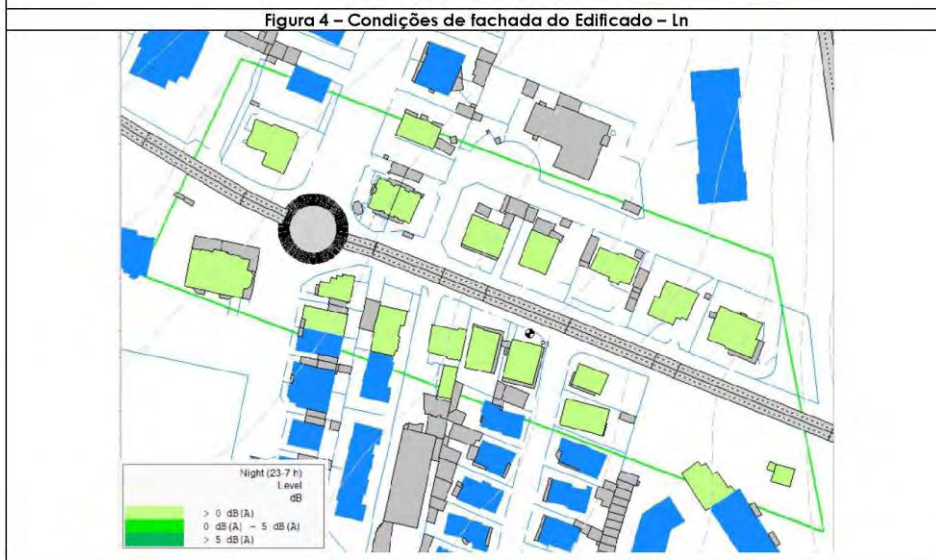 Figura 4 – Condições de fachada do Edificado – Ln
Night (23-7 h)
Level
dB
> 0 dB(A)
0 dB(A) – 5 dB(A)
> 5 dB(A)